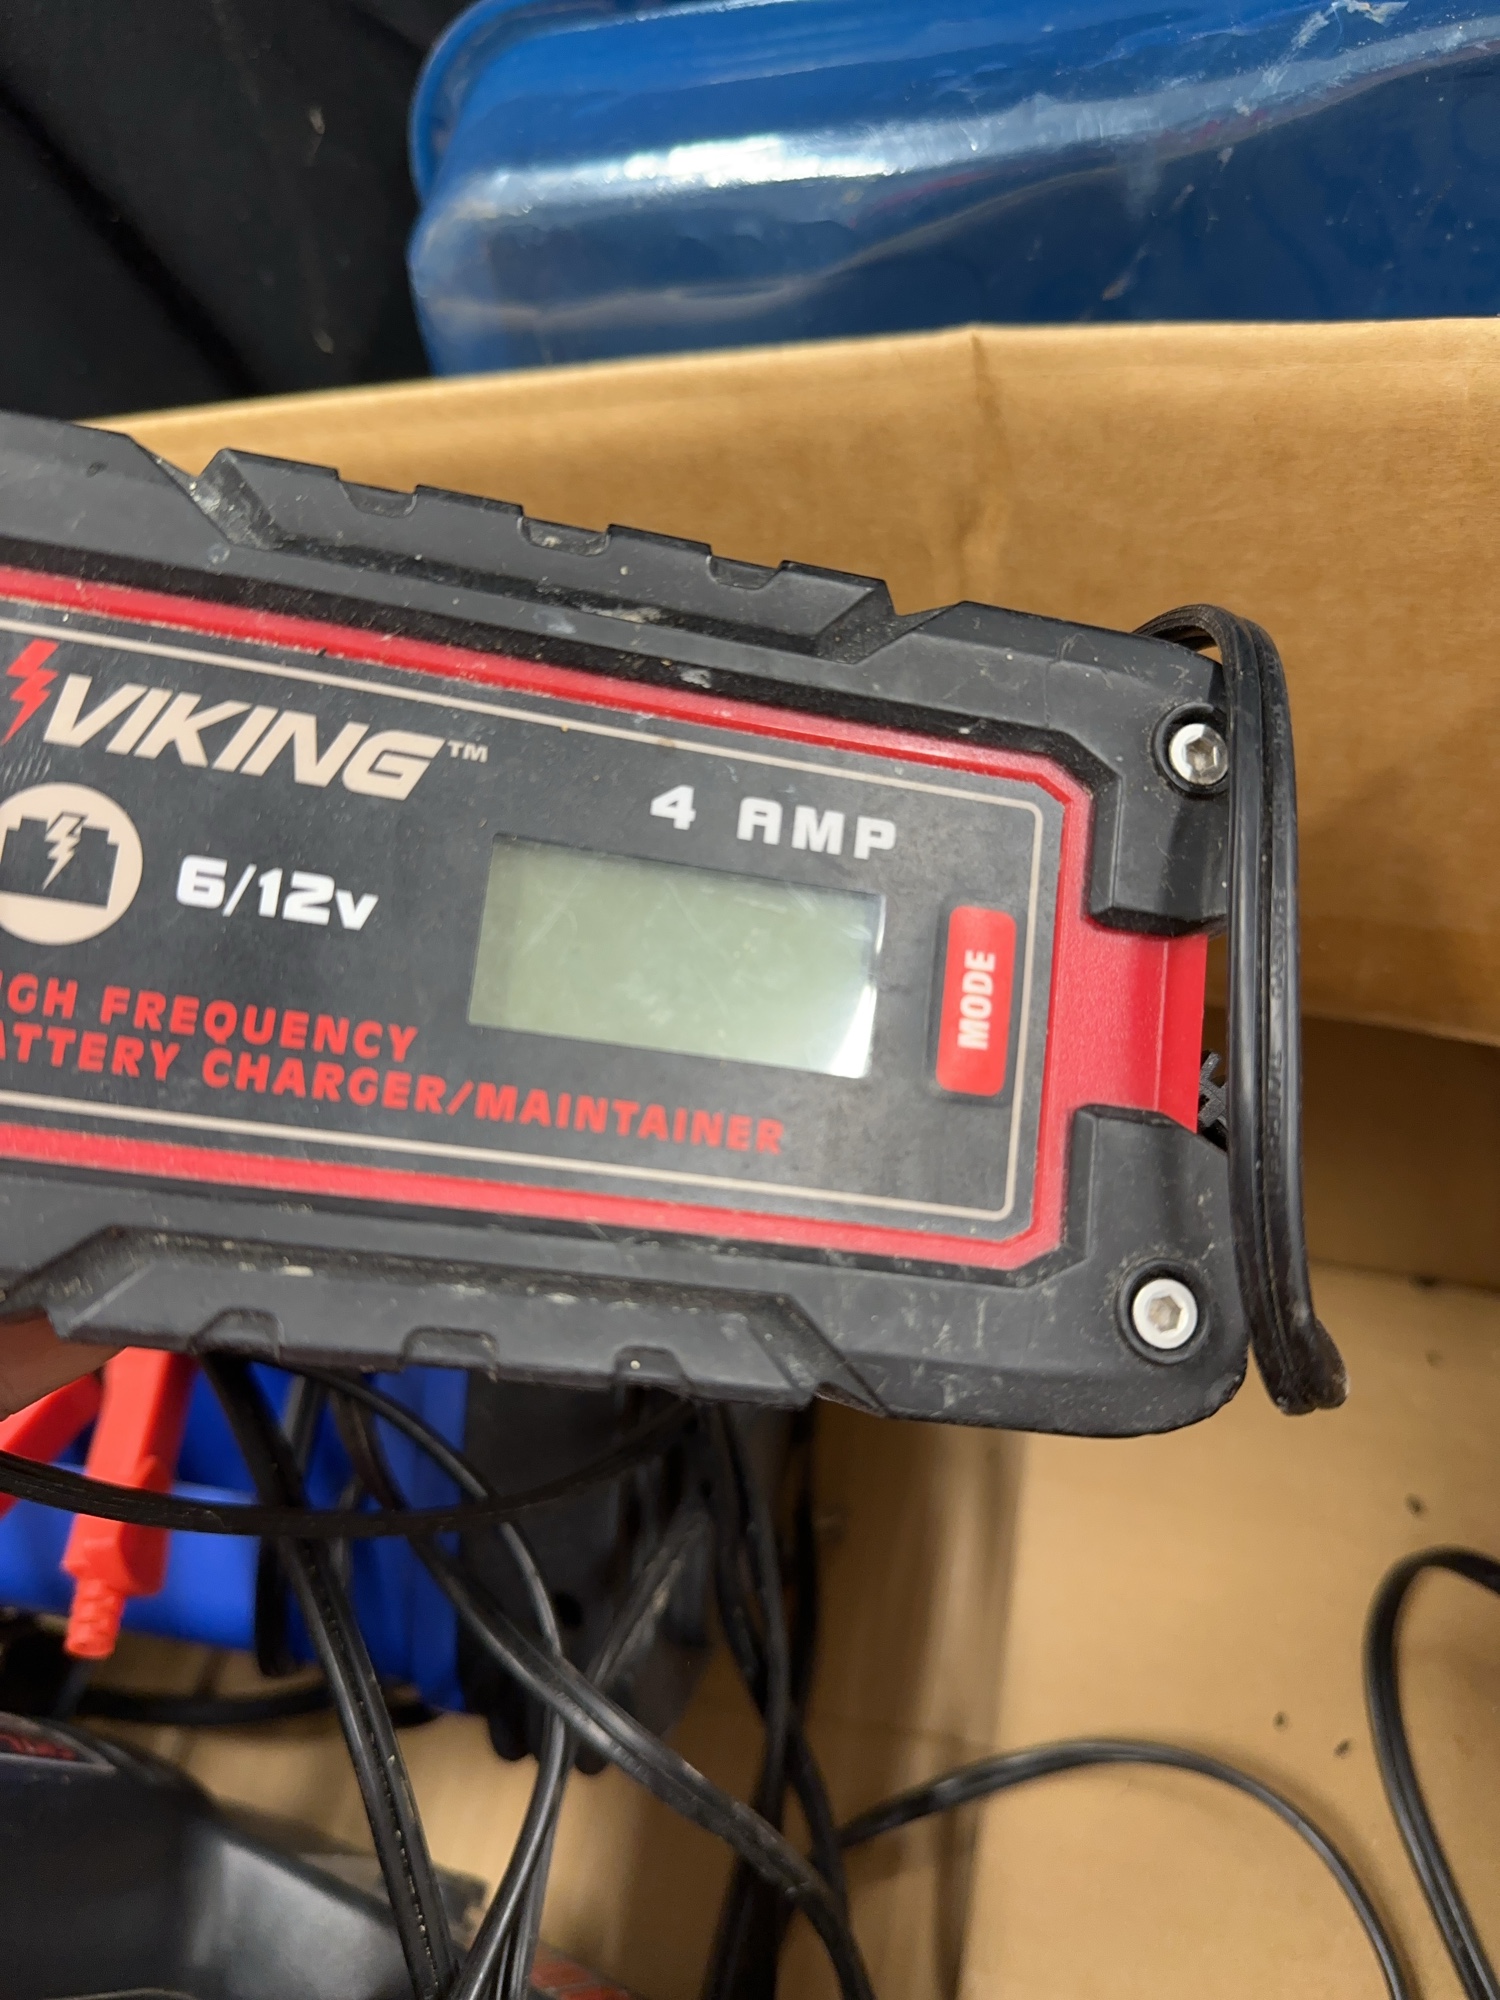 VIKING™
4 AMP
6/12v
MODE
IGH FREQUENCY
ATTERY CHARGER/MAINTAINER